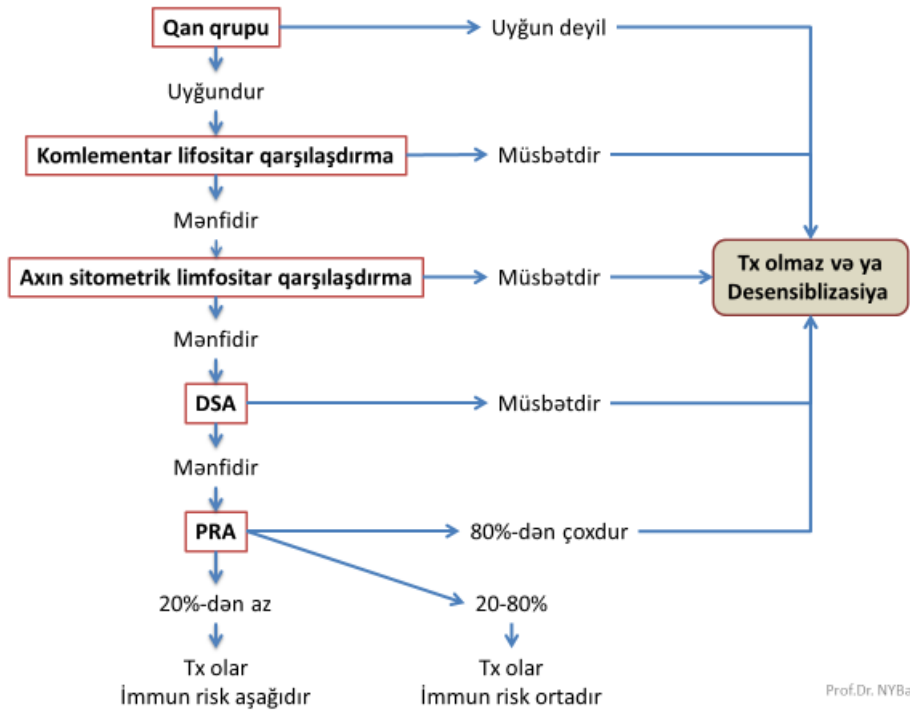 Qan qrupu
Uyğun deyil
Uyğundur
Komlementar lifositar qarşılaşdırma
Müsbətdir
Mənfidir
Axın sitometrik limfositar qarşılaşdırma
Müsbətdir
Tx olmaz və ya
Desensiblizasiya
Mənfidir
DSA
Müsbətdir
Mənfidir
PRA
80%-dən çoxdur
20%-dən az
20-80%
Tx olar
İmmun risk aşağıdır
Tx olar
İmmun risk ortadır
Prof.Dr.